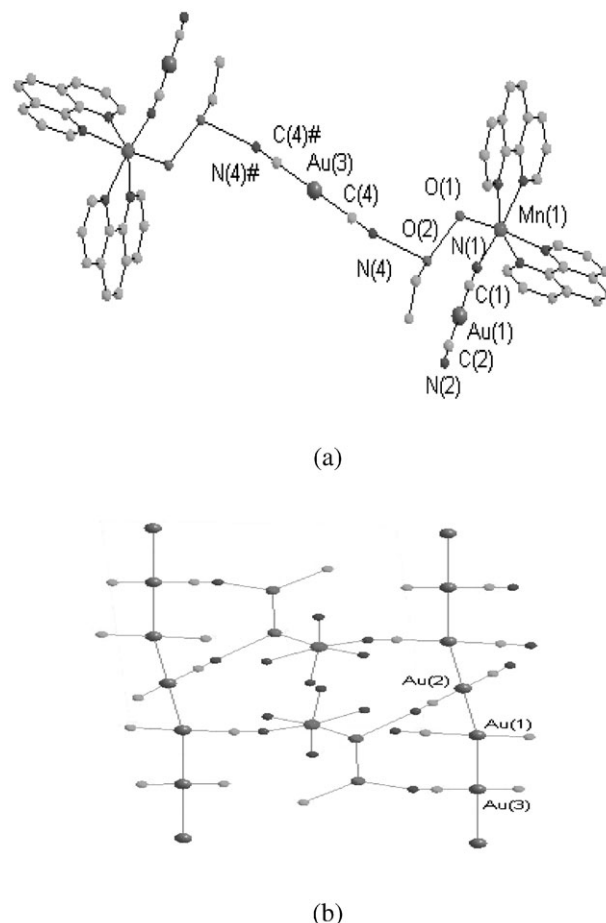 C(4)#
Au(3)
N(4)#
C(4)
O(1)
O(2)
Mn(1)
N(1)
N(4)
C(1)
Au(1)
C(2)
N(2)
(a)
Au(2)
Au(1)
Au(3)
(b)